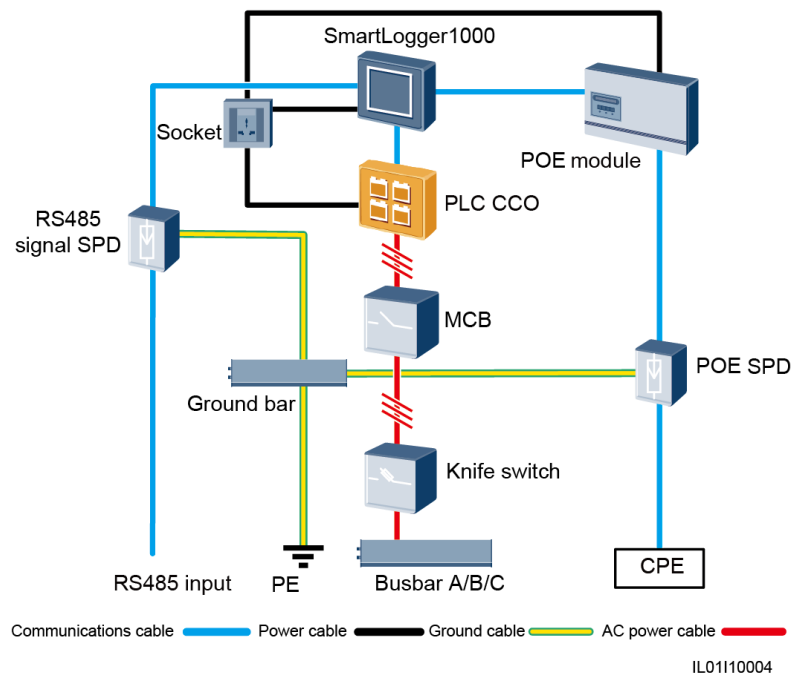 SmartLogger1000
Socket
POE module
PLC CCO
RS485
signal SPD
MCB
POE SPD
Ground bar
Knife switch
RS485 input
PE
Busbar A/B/C
CPE
Communications cable
Power cable
Ground cable
AC power cable
IL01I10004